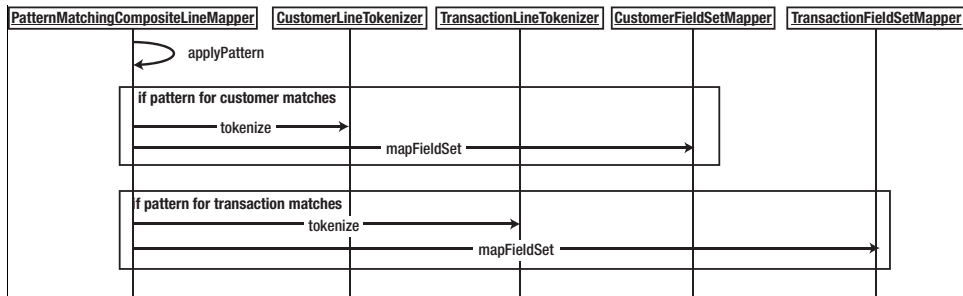 PatternMatchingCompositeLineMapper
CustomerLineTokenizer
TransactionLineTokenizer
CustomerFieldSetMapper
TransactionFieldSetMapper
applyPattern
if pattern for customer matches
tokenize
mapFieldSet
if pattern for transaction matches
tokenize
mapFieldSet